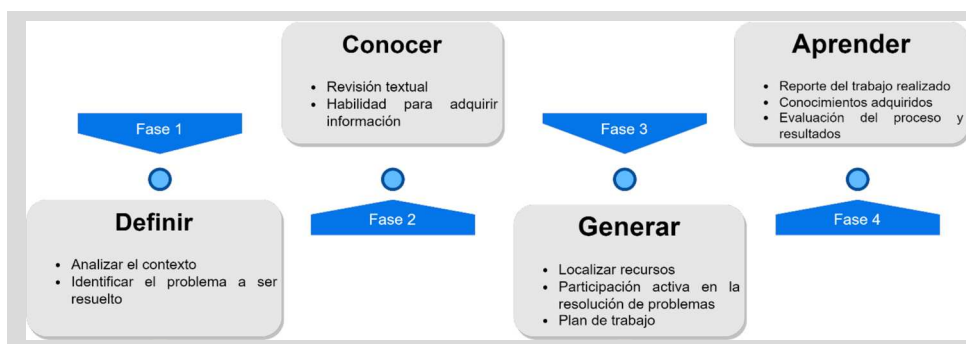 Fase 1
Definir
• Analizar el contexto
• Identificar el problema a ser
resuelto
Conocer
• Revisión textual
• Habilidad para adquirir
información
Fase 2
Fase 3
Generar
• Localizar recursos
• Participación activa en la
resolución de problemas
• Plan de trabajo
Aprender
• Reporte del trabajo realizado
• Conocimientos adquiridos
• Evaluación del proceso y
resultados
Fase 4